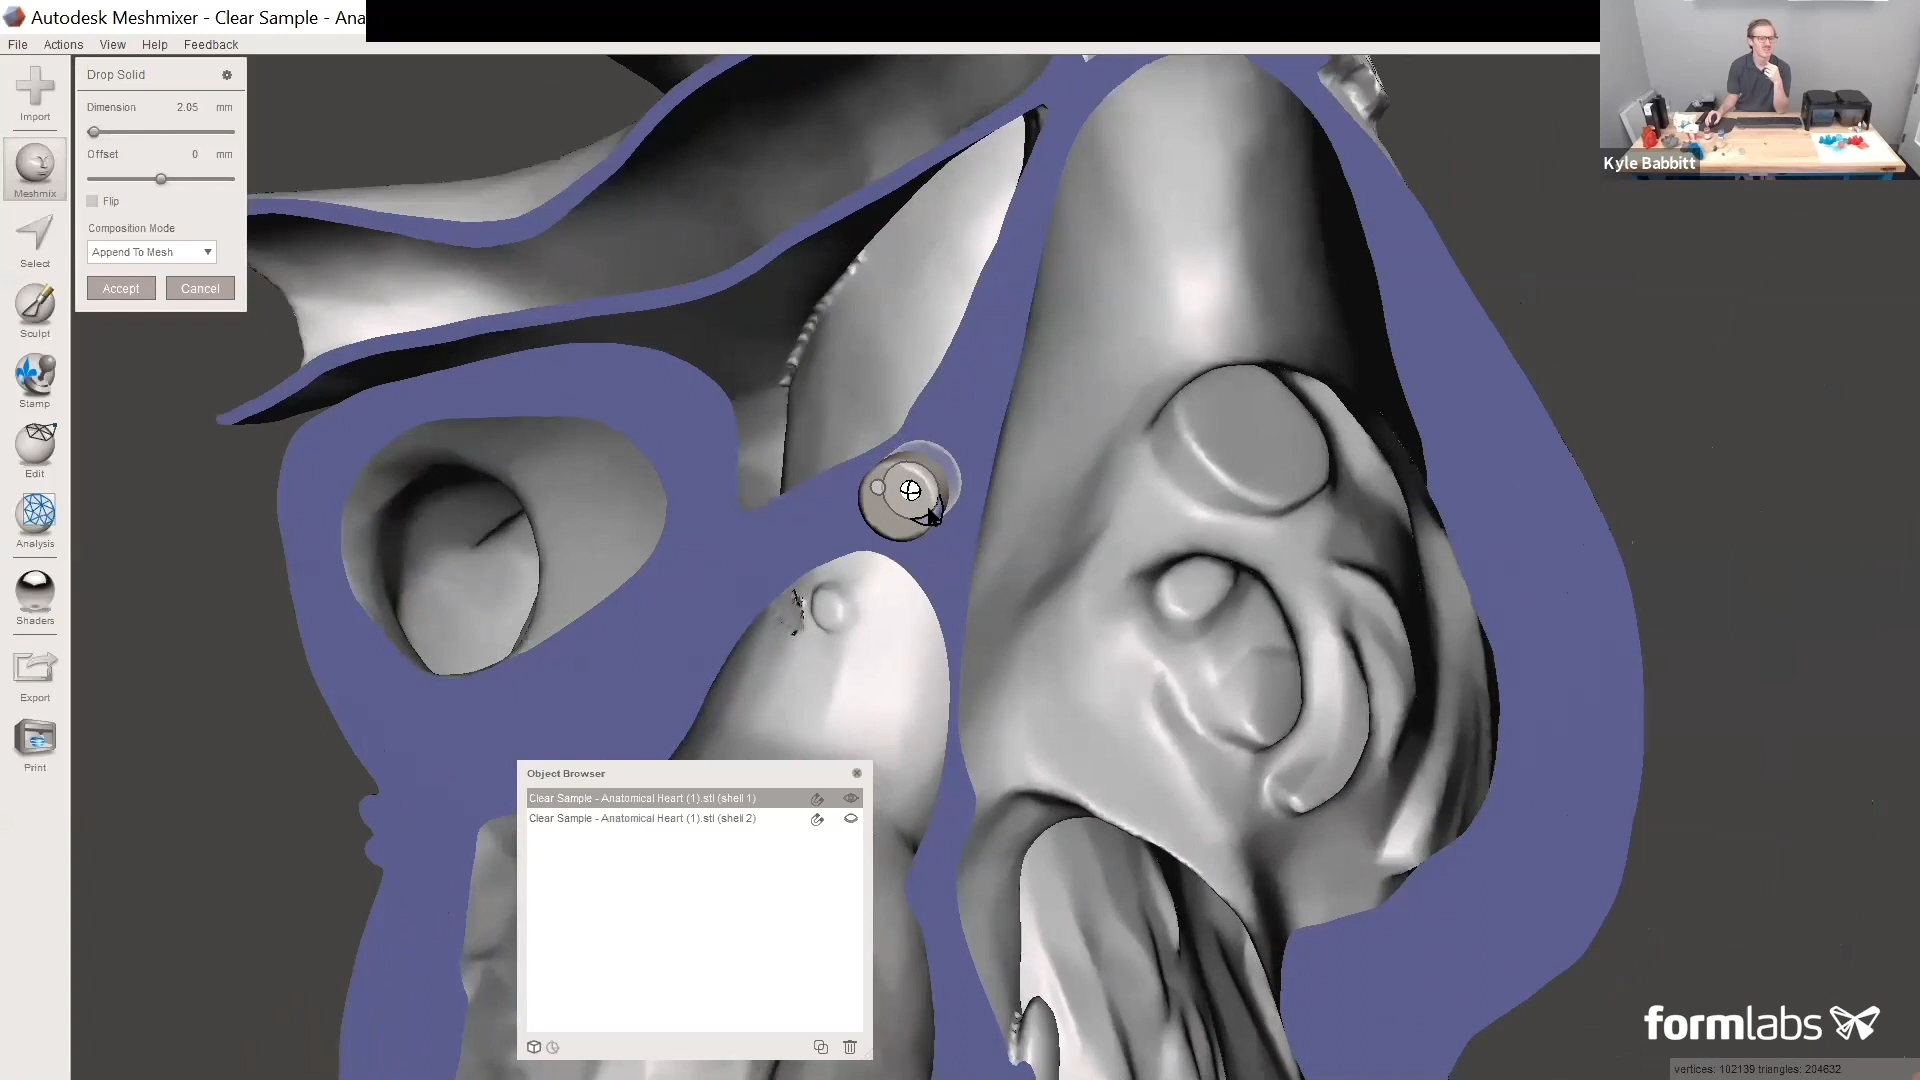 Autodesk Meshmixer - Clear Sample - Ana
File Actions View Help Feedback
Import
Meshmix
Select
Sculpt
Stamp
Edit
Analysis
Shaders
Export
Print
Drop Solid
Dimension 2.05 mm
Offset 0 mm
Flip
Composition Mode
Append To Mesh
Accept Cancel
Kyle Babbitt
Object Browser
Clear Sample - Anatomical Heart (1).stl (shell 1)
Clear Sample - Anatomical Heart (1).stl (shell 2)
formlabs
vertices: 102139 triangles: 204632